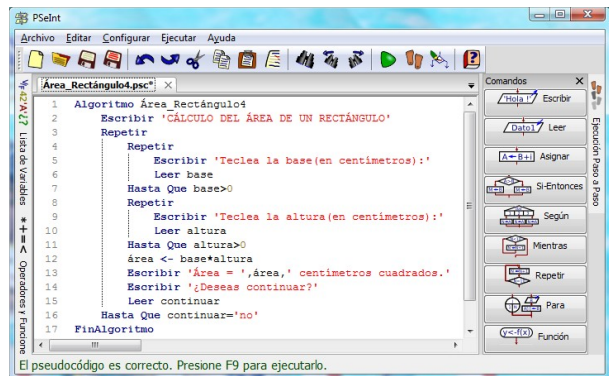 PSeInt
Archivo Editar Configurar Ejecutar Ayuda
Área_Rectángulo4.psc*
1 Algoritmo Área_Rectángulo4
2 Escribir 'CÁLCULO DEL ÁREA DE UN RECTÁNGULO'
3 Repetir
4 Repetir
5 Escribir 'Teclea la base(en centímetros):'
6 Leer base
7 Hasta Que base>0
8 Repetir
9 Escribir 'Teclea la altura(en centímetros):'
10 Leer altura
11 Hasta Que altura>0
12 área <- base*altura
13 Escribir 'Área = ',área,' centímetros cuadrados.'
14 Escribir '¿Deseas continuar?'
15 Leer continuar
16 Hasta Que continuar='no'
17 FinAlgoritmo
Lista de Variables
Operadores y Funcione
Comandos
'Hola !' Escribir
Dato1 Leer
A←B+1 Asignar
Si-Entonces
Según
Mientras
Repetir
Para
y<-f(x) Función
Ejecución Paso a Paso
El pseudocódigo es correcto. Presione F9 para ejecutarlo.